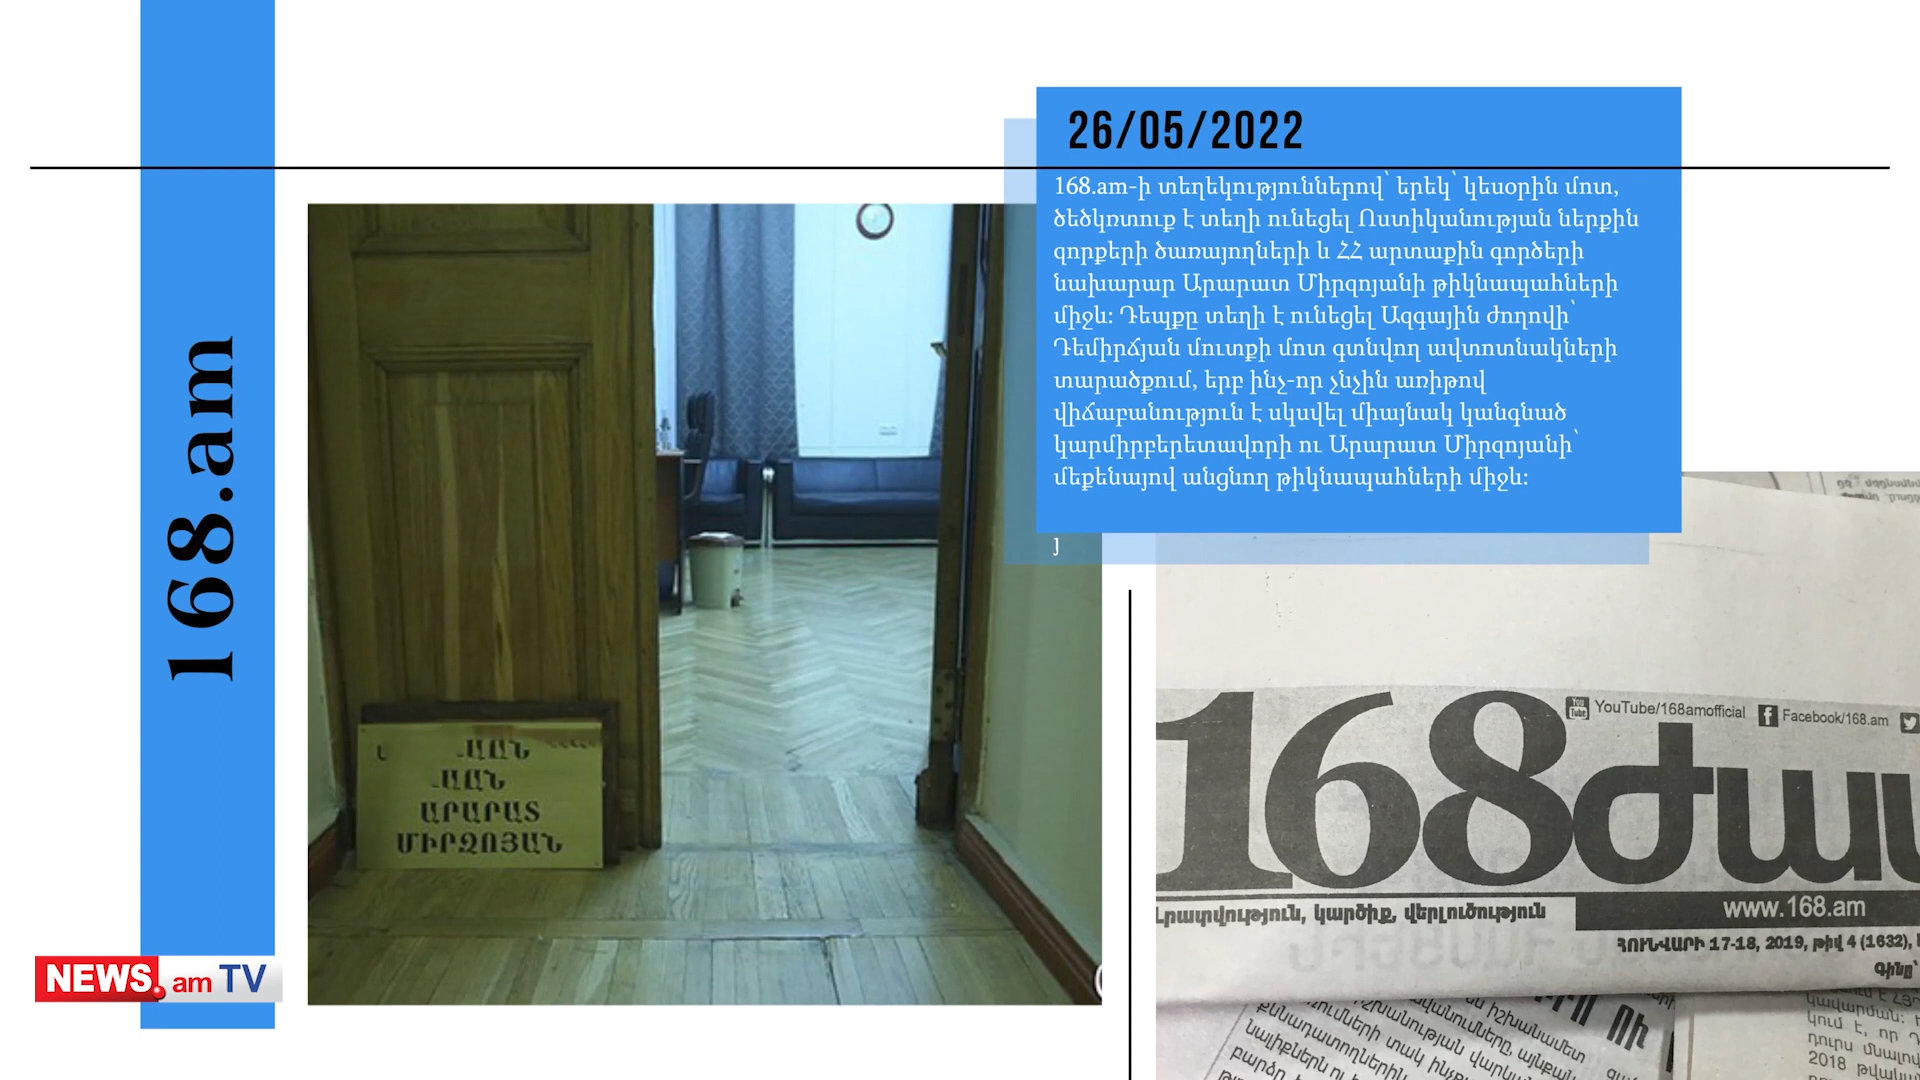 168.am
26/05/2022
168.am-ի տեղեկություններով՝ երեկ՝ կեսօրին մոտ,
ծեծկռտուք է տեղի ունեցել Ոստիկանության ներքին
զորքերի ծառայողների և ՀՀ արտաքին գործերի
նախարար Արարատ Միրզոյանի թիկնապահների
միջև: Դեպքը տեղի է ունեցել Ազգային ժողովի՝
Դեմիրճյան մուտքի մոտ գտնվող ավտոտնակների
տարածքում, երբ ինչ-որ չնչին առիթով
վիճաբանություն է սկսվել միայնակ կանգնած
կարմիրբերետավորի ու Արարատ Միրզոյանի՝
մեքենայով անցնող թիկնապահների միջև:
յ
ԱՐԱՐԱՏ
ՄԻՐԶՈՅԱՆ
NEWS.am TV
YouTube/168amofficial Facebook/168.am
168
Լրատվություն, կարծիք, վերլուծություն
www.168.am
ՀՈՒՆՎԱՐԻ 17-18, 2019, թիվ 4 (1632),
Գինը՝